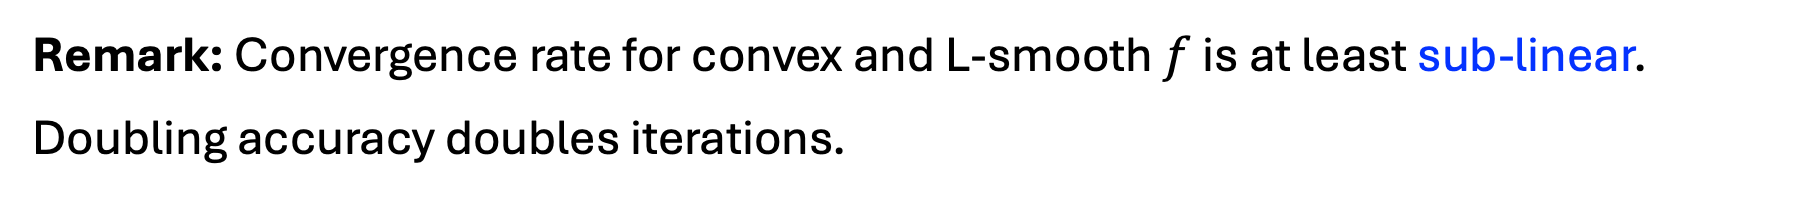 Remark: Convergence rate for convex and L-smooth f is at least sub-linear.
Doubling accuracy doubles iterations.